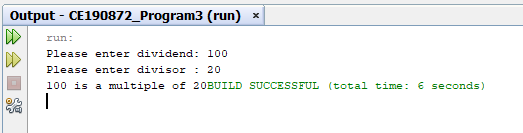 Output - CE190872_Program3 (run) ×
run:
Please enter dividend: 100
Please enter divisor : 20
100 is a multiple of 20BUILD SUCCESSFUL (total time: 6 seconds)